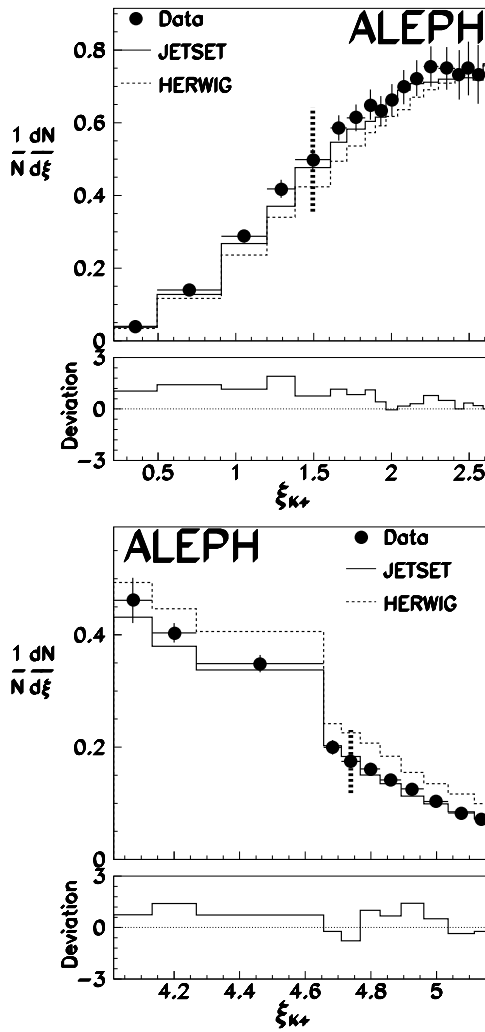 ALEPH
Data
JETSET
HERWIG
1 dN
N dξ
0.8
0.6
0.4
0.2
0
Deviation
3
0
-3
0.5 1 1.5 2 2.5
ξK±
ALEPH
Data
JETSET
HERWIG
1 dN
N dξ
0.4
0.2
0
Deviation
3
0
-3
4.2 4.4 4.6 4.8 5
ξK±